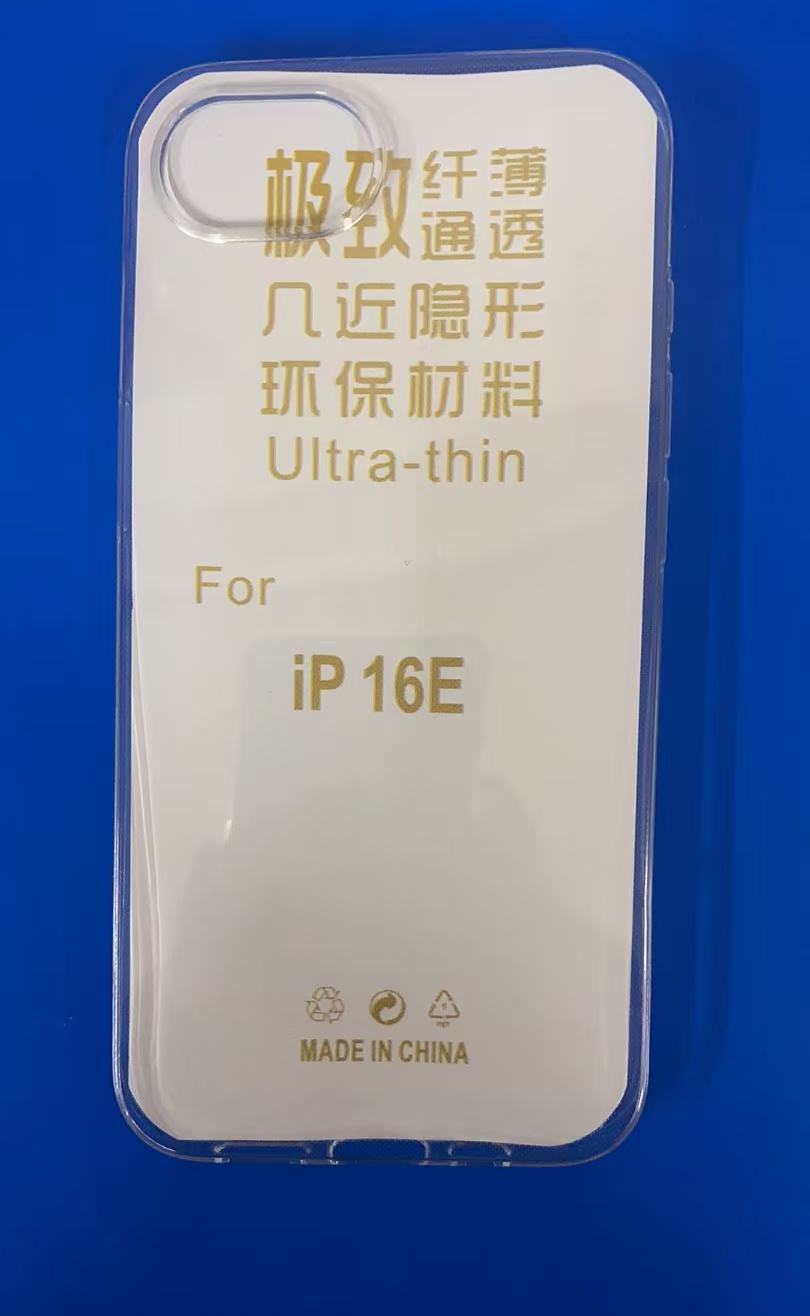 极致纤薄
通透
几近隐形
环保材料
Ultra-thin
For
iP 16E
MADE IN CHINA